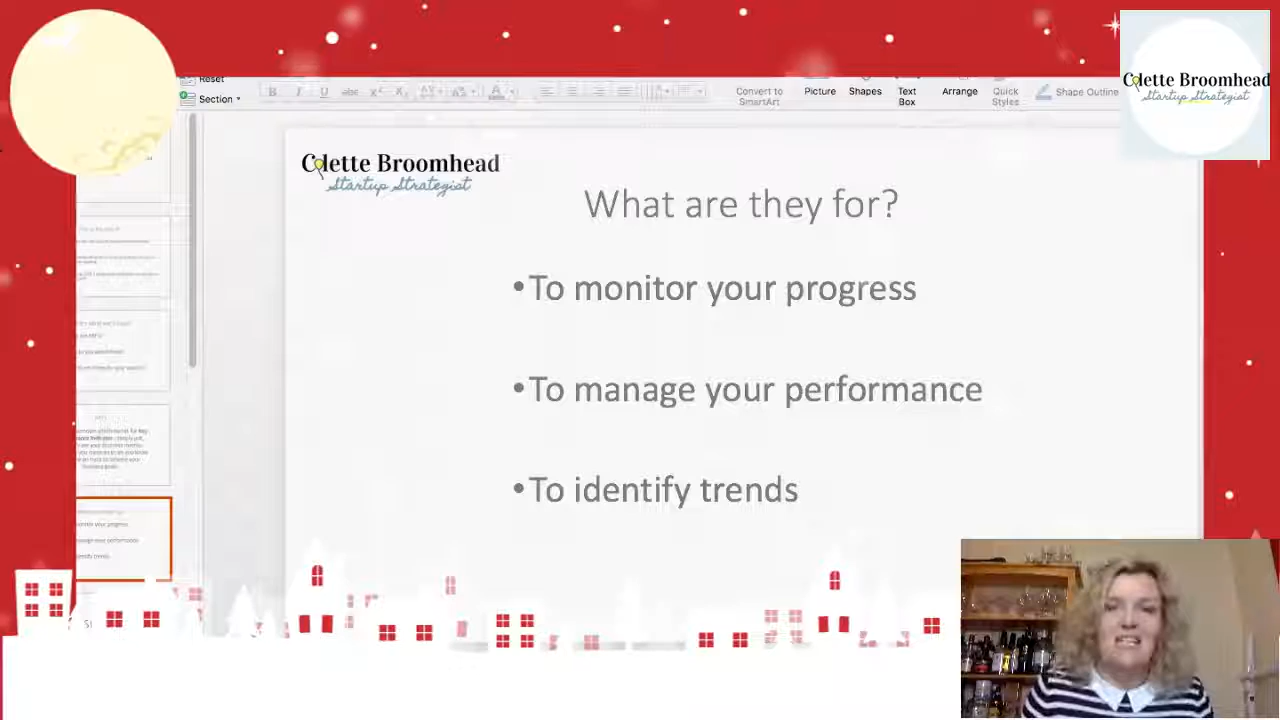 Reset
Section
B I U abc
Convert to
SmartArt
Picture
Shapes
Text
Box
Arrange
Quick
Styles
Shape Outline
Colette Broomhead
Startup Strategist
Colette Broomhead
Startup Strategist
What are they for?
•To monitor your progress
•To manage your performance
•To identify trends